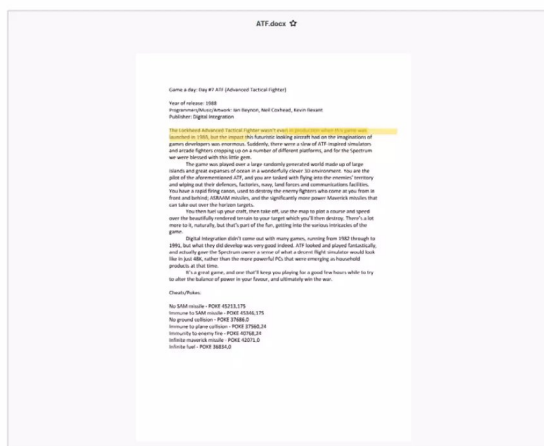 ATF.docx
Game a day: Day #7 ATF (Advanced Tactical Fighter)
Year of release: 1988
Programmers/Music/Artwork: Ian Beynon, Neil Coxhead, Kevin Bezant
Publisher: Digital Integration
The Lockheed Advanced Tactical Fighter wasn't even in production when this game was
launched in 1988, but the impact this futuristic looking aircraft had on the imaginations of
games developers was enormous. Suddenly, there were a slew of ATF inspired simulators
and arcade fighters cropping up on a number of different platforms, and for the Spectrum
we were blessed with this little gem.
The game was played over a large randomly generated world made up of large
islands and great expanses of ocean in a wonderfully clever 3D environment. You are the
pilot of the aforementioned ATF, and you are tasked with flying into the enemies' territory
and wiping out their defences, factories, navy, land forces and communications facilities.
You have a rapid firing canon, used to destroy the enemy fighters who come at you from in
front and behind; ASRAAM missiles, and the significantly more power Maverick missiles that
can take out over the horizon targets.
You then fuel up your craft, then take off, use the map to plot a course and speed
over the beautifully rendered terrain to your target which you'll then destroy. There's a lot
more to it, naturally, but that's part of the fun, getting into the various intricacies of the
game.
Digital Integration didn't come out with many games, running from 1982 through to
1991, but what they did develop was very good indeed. ATF looked and played fantastically,
and actually gave the Spectrum owner a sense of what a decent flight simulator would look
like in just 48K, rather than the more powerful PCs that were emerging as household
products at that time.
It's a great game, and one that'll keep you playing for a good few hours while to try
to alter the balance of power in your favour, and ultimately win the war.
Cheats/Pokes:
No SAM missile - POKE 45213,175
Immune to SAM missile - POKE 45346,175
No ground collision - POKE 37686,0
Immune to plane collision - POKE 37560,24
Immunity to enemy fire - POKE 40768,24
Infinite maverick missile - POKE 42071,0
Infinite fuel - POKE 36834,0